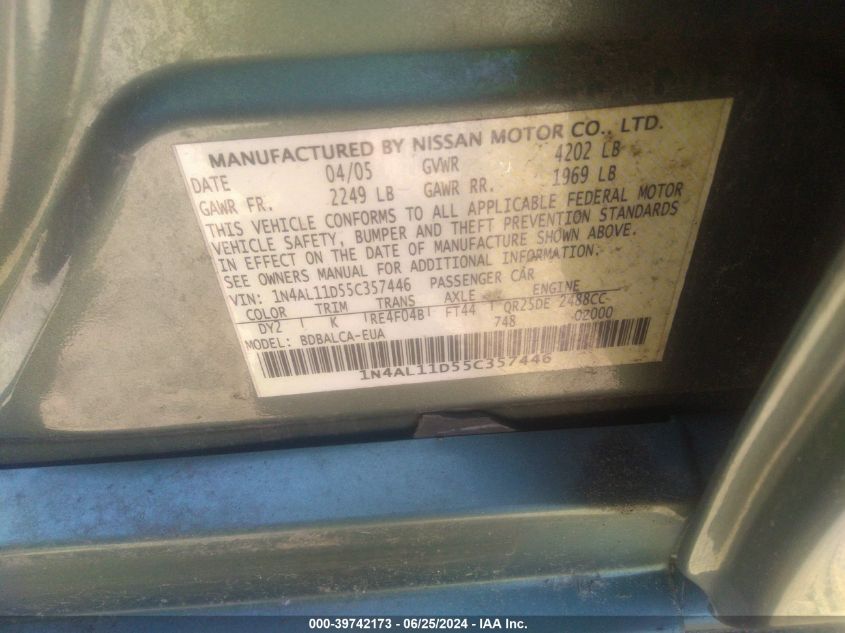 MANUFACTURED BY NISSAN MOTOR CO., LTD.
DATE 04/05 GVWR 4202 LB
GAWR FR. 2249 LB GAWR RR. 1969 LB
THIS VEHICLE CONFORMS TO ALL APPLICABLE FEDERAL MOTOR
VEHICLE SAFETY, BUMPER AND THEFT PREVENTION STANDARDS
IN EFFECT ON THE DATE OF MANUFACTURE SHOWN ABOVE.
SEE OWNERS MANUAL FOR ADDITIONAL INFORMATION.
VIN: 1N4AL11D55C357446 PASSENGER CAR
COLOR TRIM TRANS AXLE ENGINE
DY2 K RE4F04B FT44 QR25DE 2488CC
MODEL: BDBALCA-EUA 748 02000
1N4AL11D55C357446
000-39742173 - 06/25/2024 - IAA Inc.